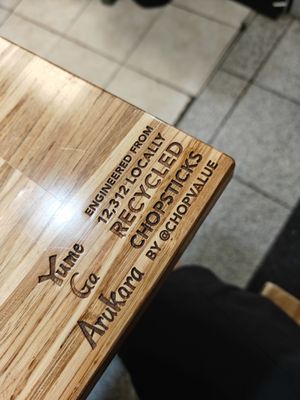 ENGINEERED FROM
12,312 LOCALLY
RECYCLED
CHOPSTICKS
BY @CHOPVALUE
Yume
Ga
Arukara